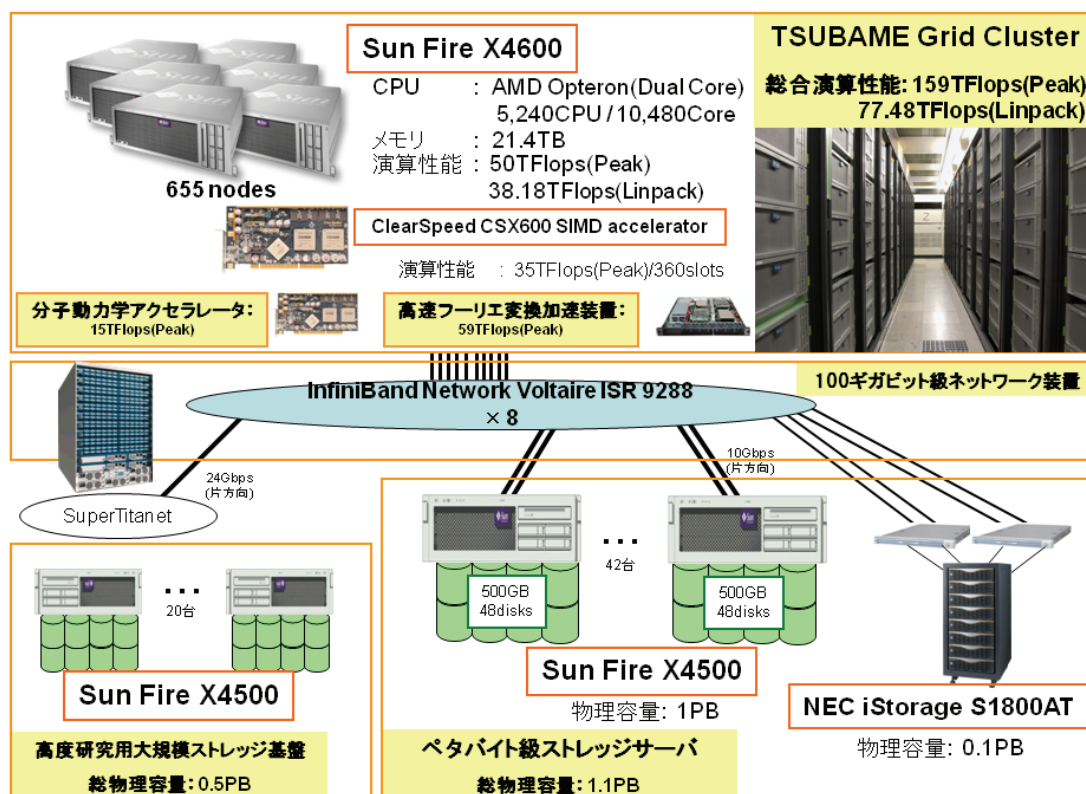 Sun Fire X4600
CPU : AMD Opteron(Dual Core)
5,240CPU / 10,480Core
メモリ : 21.4TB
演算性能 : 50TFlops(Peak)
38.18TFlops(Linpack)
655 nodes
ClearSpeed CSX600 SIMD accelerator
演算性能 : 35TFlops(Peak)/360slots
分子動力学アクセラレータ:
15TFlops(Peak)
高速フーリエ変換加速装置:
59TFlops(Peak)
TSUBAME Grid Cluster
総合演算性能: 159TFlops(Peak)
77.48TFlops(Linpack)
InfiniBand Network Voltaire ISR 9288
× 8
100ギガビット級ネットワーク装置
24Gbps
(片方向)
10Gbps
(片方向)
SuperTitanet
...
20台
Sun Fire X4500
高度研究用大規模ストレッジ基盤
総物理容量: 0.5PB
500GB
48disks
...
42台
500GB
48disks
Sun Fire X4500
物理容量: 1PB
ペタバイト級ストレッジサーバ
総物理容量: 1.1PB
NEC iStorage S1800AT
物理容量: 0.1PB